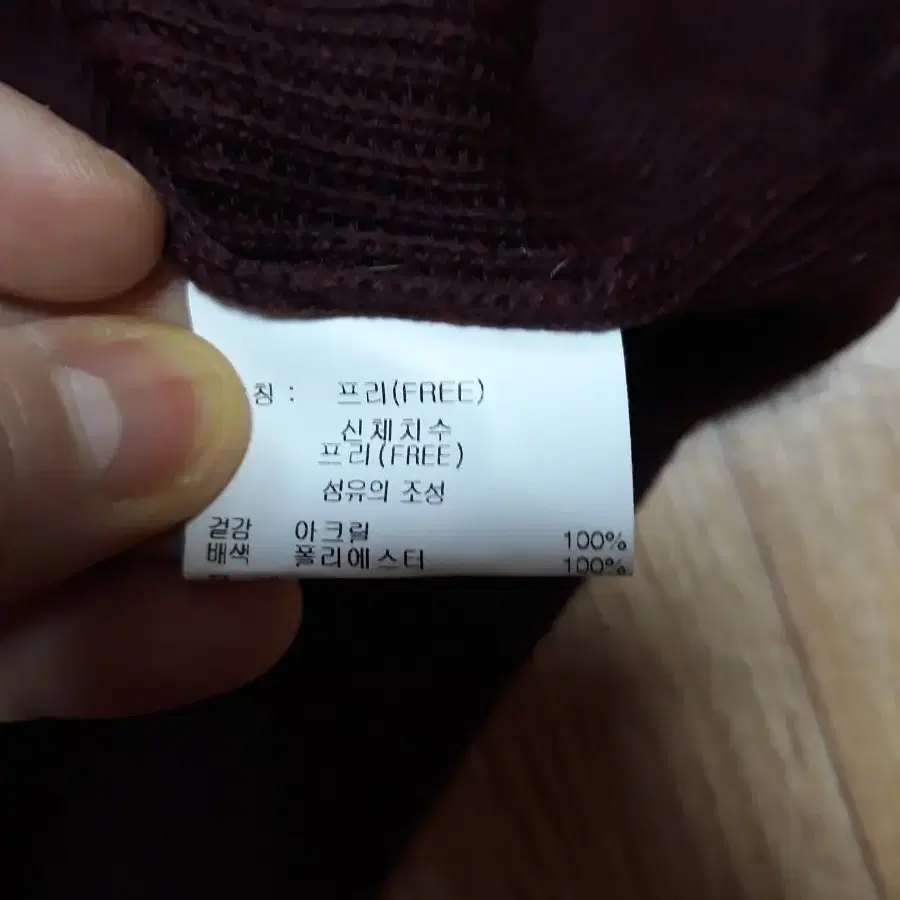 칭 : 프리(FREE)
신체치수
프리(FREE)
섬유의 조성
겉감 아크릴 100%
배색 폴리에스터 100%